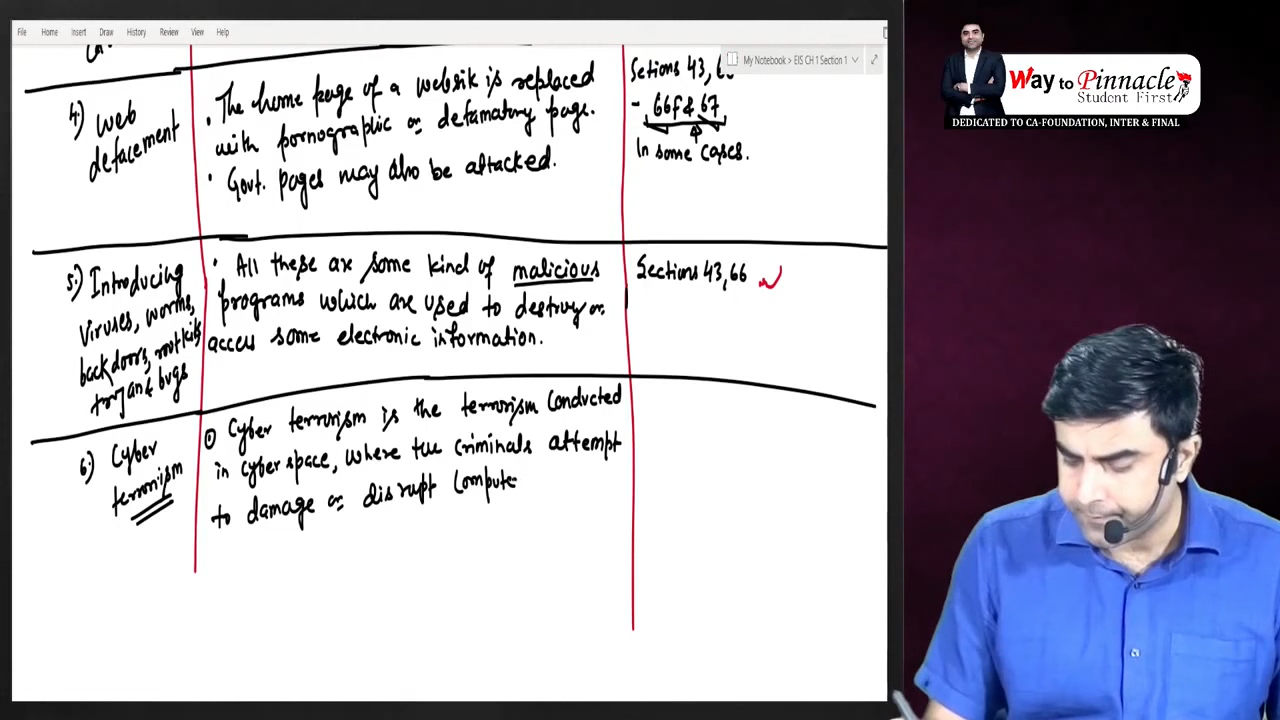 File Home Insert Draw History Review View Help
My Notebook > EIS CH 1 Section 1
4) Web
defacement
• The home page of a website is replaced
with pornographic or defamatory page.
• Govt. pages may also be attacked.
Sections 43,
- 66F & 67
In some cases.
5) Introducing
viruses, worms,
backdoors, rootkits
trojan & bugs
• All these are some kind of malicious
programs which are used to destroy or
access some electronic information.
Sections 43, 66
6) Cyber
terrorism
Cyber terrorism is the terrorism conducted
in cyber space, where the criminals attempt
to damage or disrupt Compute
Way to Pinnacle
Student First
DEDICATED TO CA-FOUNDATION, INTER & FINAL